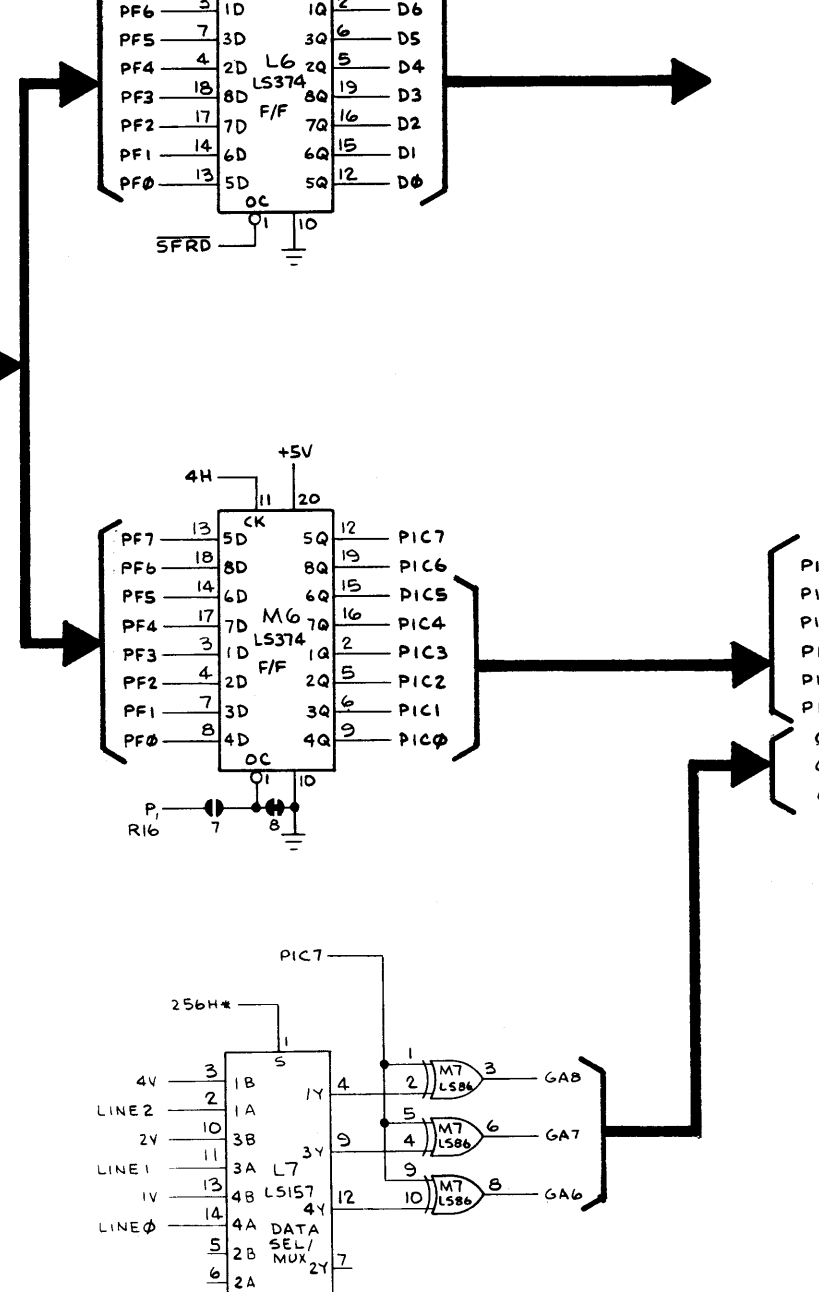 PF6 3 1D 1Q 2 D6
PF5 7 3D 3Q 6 D5
PF4 4 2D L6 2Q 5 D4
LS374
PF3 18 8D 8Q 19 D3
F/F
PF2 17 7D 7Q 16 D2
PF1 14 6D 6Q 15 D1
PFØ 13 5D 5Q 12 DØ
OC
1 10
SFRD
+5V
4H
11 20
CK
PF7 13 5D 5Q 12 PIC7
PF6 18 8D 8Q 19 PIC6
PF5 14 6D 6Q 15 PIC5
PF4 17 7D M6 7Q 16 PIC4
LS374
PF3 3 1D 1Q 2 PIC3
F/F
PF2 4 2D 2Q 5 PIC2
PF1 7 3D 3Q 6 PIC1
PFØ 8 4D 4Q 9 PICØ
OC
1 10
P,
R16 7 8
PIC7
256H*
1
S
4V 3 1B 1Y 4
1 2 M7 LS86 3 GA8
LINE2 2 1A
2V 10 3B 3Y 9
5 4 M7 LS86 6 GA7
LINE1 11 3A L7
1V 13 4B LS157 4Y 12
9 10 M7 LS86 8 GA6
LINEØ 14 4A DATA
SEL/
MUX
5 2B 2Y 7
6 2A